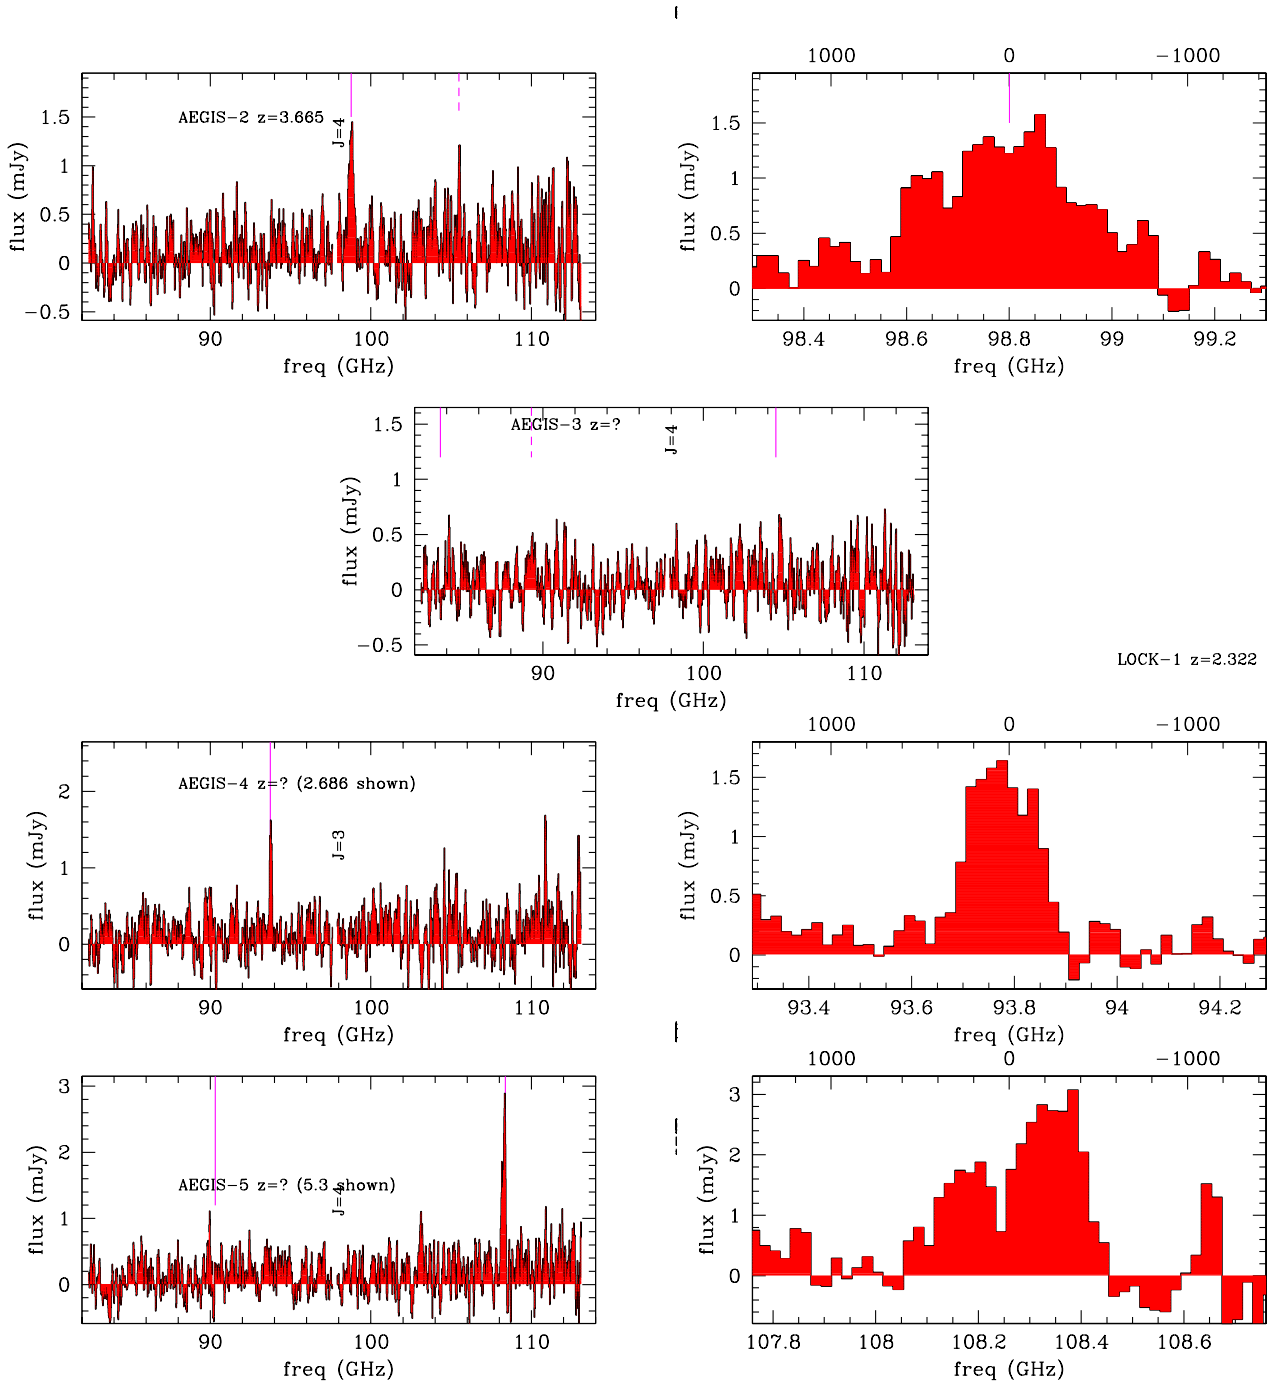 1000 0 −1000
AEGIS−2 z=3.665
J=4
1.5
1
0.5
0
−0.5
flux (mJy)
90 100 110
freq (GHz)
1.5
1
0.5
0
flux (mJy)
98.4 98.6 98.8 99 99.2
freq (GHz)
AEGIS−3 z=?
J=4
1.5
1
0.5
0
−0.5
flux (mJy)
90 100 110
freq (GHz)
LOCK−1 z=2.322
1000 0 −1000
AEGIS−4 z=? (2.686 shown)
J=3
2
1
0
flux (mJy)
90 100 110
freq (GHz)
1.5
1
0.5
0
flux (mJy)
93.4 93.6 93.8 94 94.2
freq (GHz)
1000 0 −1000
AEGIS−5 z=? (5.3 shown)
J=4
3
2
1
0
flux (mJy)
90 100 110
freq (GHz)
3
2
1
0
flux (mJy)
107.8 108 108.2 108.4 108.6
freq (GHz)